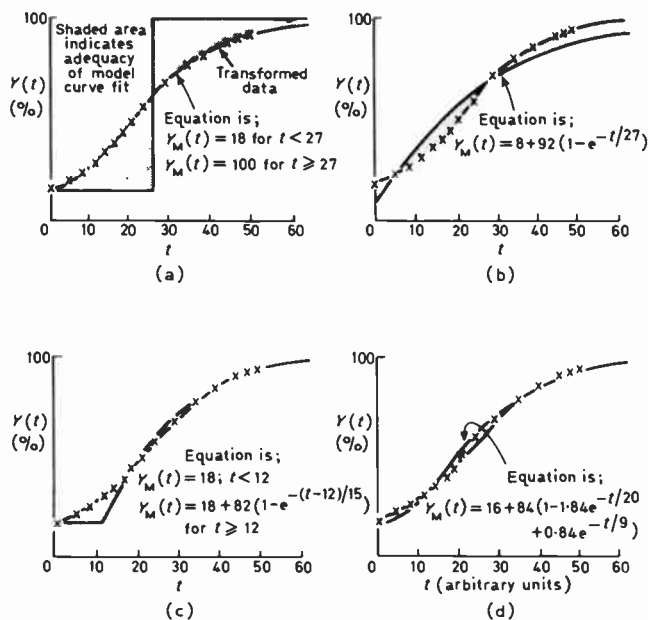 100
Y(t)
(%)
Shaded area
indicates
adequacy
of model
curve fit
Transformed
data
Equation is;
Y_M(t) = 18 for t < 27
Y_M(t) = 100 for t ⩾ 27
0 10 20 30 40 50 60
t
(a)
100
Y(t)
(%)
Equation is;
Y_M(t) = 8+92(1-e^-t/27)
0 10 20 30 40 50 60
t
(b)
100
Y(t)
(%)
Equation is;
Y_M(t) = 18; t < 12
Y_M(t) = 18+82(1-e^-(t-12)/15)
for t ⩾ 12
0 10 20 30 40 50 60
t
(c)
100
Y(t)
(%)
Equation is;
Y_M(t) = 16+84(1-1·84e^-t/20
+0·84e^-t/9)
0 10 20 30 40 50 60
t (arbitrary units)
(d)